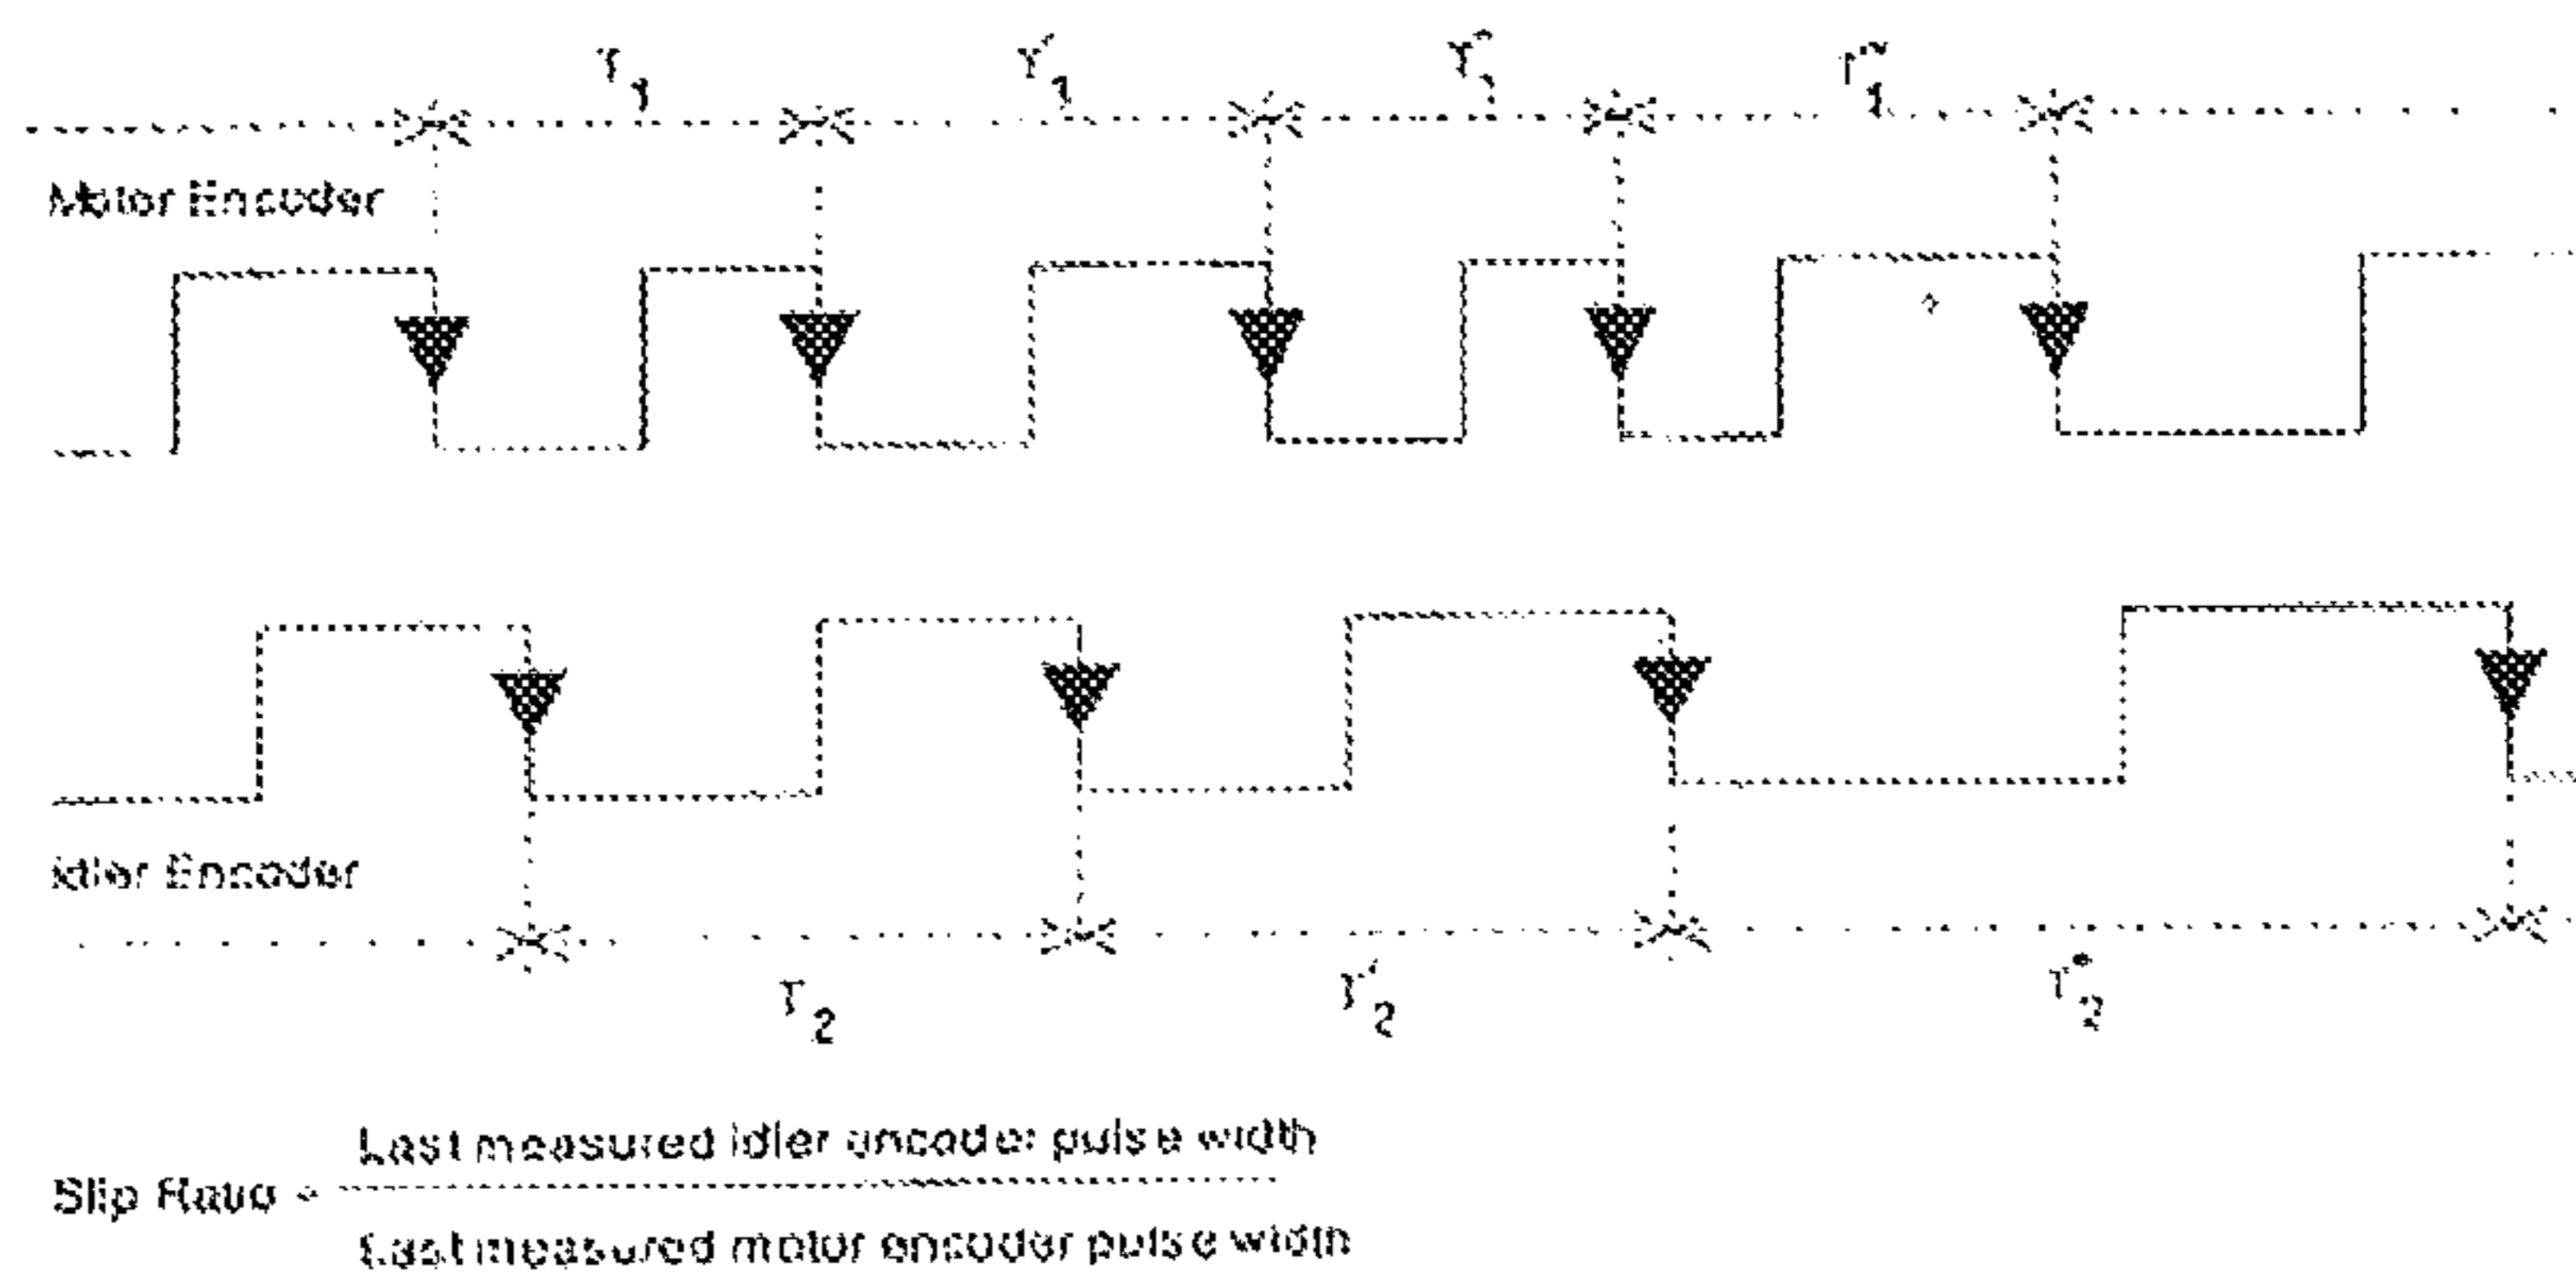 T1 T'1 T"1 T"'1
Motor Encoder
Idler Encoder
T2 T'2 T"2
Last measured idler encoder pulse width
Slip Ratio =
Last measured motor encoder pulse width